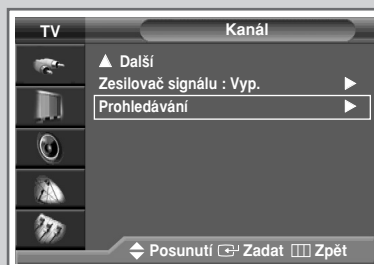 TV
Kanál
▲ Další
Zesilovač signálu : Vyp.
Prohledávání
Posunutí Zadat Zpět